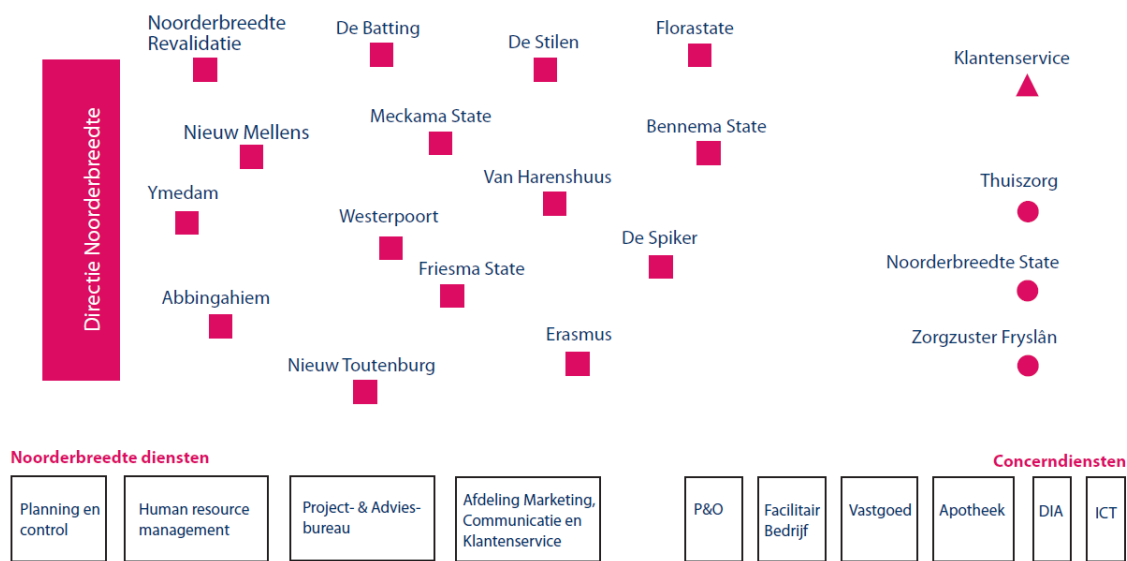 Directie Noorderbreedte
Noorderbreedte
Revalidatie
De Batting
De Stilen
Florastate
Klantenservice
Nieuw Mellens
Meckama State
Bennema State
Ymedam
Van Harenshuus
Thuiszorg
Westerpoort
De Spiker
Friesma State
Noorderbreedte State
Abbingahiem
Erasmus
Zorgzuster Fryslân
Nieuw Toutenburg
Noorderbreedte diensten
Planning en
control
Human resource
management
Project- & Advies-
bureau
Afdeling Marketing,
Communicatie en
Klantenservice
Concerndiensten
P&O
Facilitair
Bedrijf
Vastgoed
Apotheek
DIA
ICT